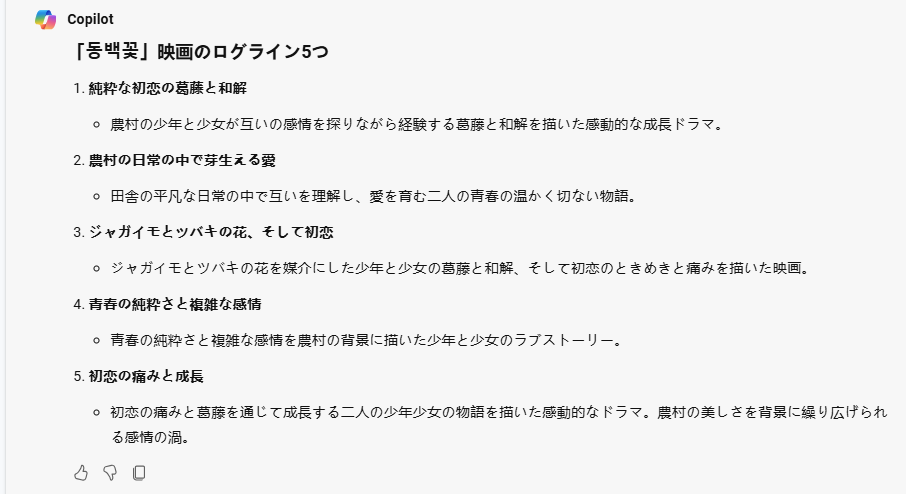 Copilot
「동백꽃」映画のログライン5つ
1. 純粋な初恋の葛藤と和解
農村の少年と少女が互いの感情を探りながら経験する葛藤と和解を描いた感動的な成長ドラマ。
2. 農村の日常の中で芽生える愛
田舎の平凡な日常の中で互いを理解し、愛を育む二人の青春の温かく切ない物語。
3. ジャガイモとツバキの花、そして初恋
ジャガイモとツバキの花を媒介にした少年と少女の葛藤と和解、そして初恋のときめきと痛みを描いた映画。
4. 青春の純粋さと複雑な感情
青春の純粋さと複雑な感情を農村の背景に描いた少年と少女のラブストーリー。
5. 初恋の痛みと成長
初恋の痛みと葛藤を通じて成長する二人の少年少女の物語を描いた感動的なドラマ。農村の美しさを背景に繰り広げられ
る感情の渦。